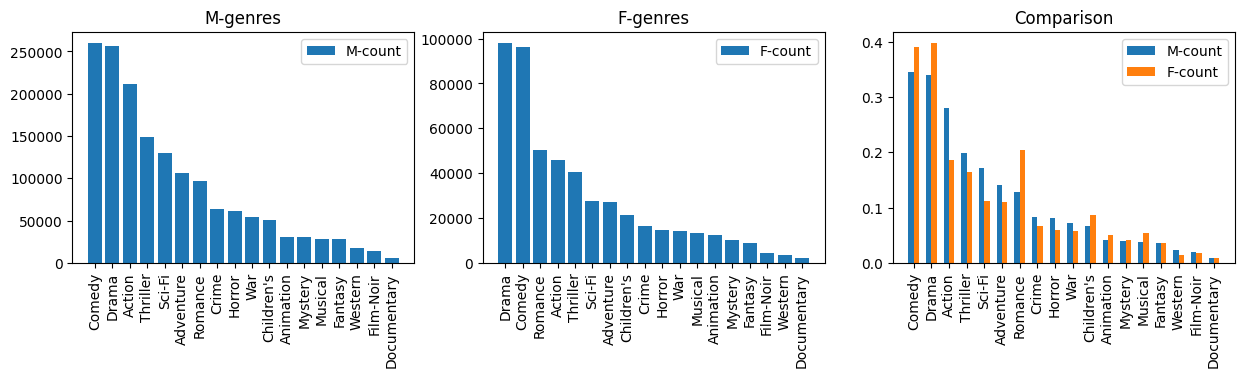 M-genres
250000
200000
150000
100000
50000
0
M-count
Comedy
Drama
Action
Thriller
Sci-Fi
Adventure
Romance
Crime
Horror
War
Children's
Animation
Mystery
Musical
Fantasy
Western
Film-Noir
Documentary
F-genres
100000
80000
60000
40000
20000
0
F-count
Drama
Comedy
Romance
Action
Thriller
Sci-Fi
Adventure
Children's
Crime
Horror
War
Musical
Animation
Mystery
Fantasy
Film-Noir
Western
Documentary
Comparison
0.4
0.3
0.2
0.1
0.0
M-count
F-count
Comedy
Drama
Action
Thriller
Sci-Fi
Adventure
Romance
Crime
Horror
War
Children's
Animation
Mystery
Musical
Fantasy
Western
Film-Noir
Documentary